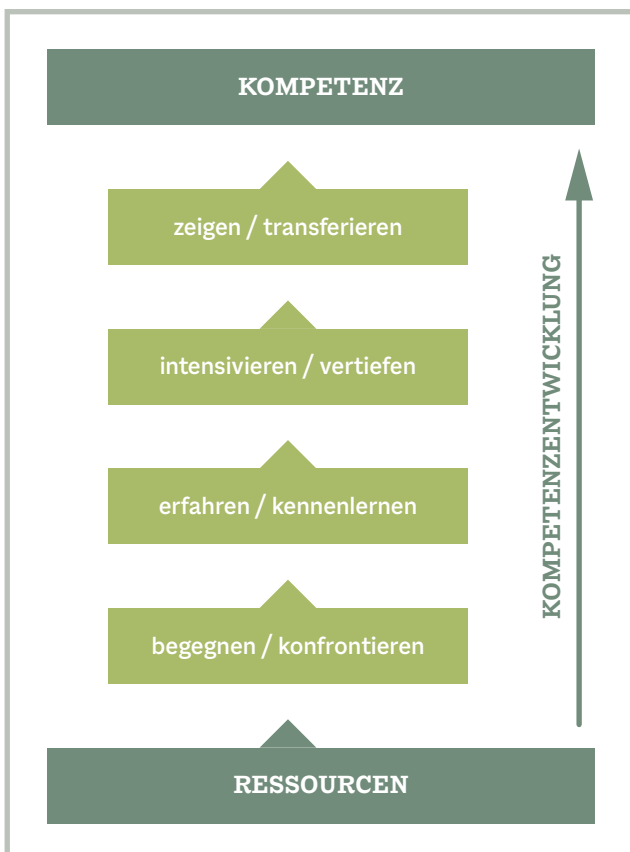 KOMPETENZ
zeigen / transferieren
intensivieren / vertiefen
erfahren / kennenlernen
begegnen / konfrontieren
RESSOURCEN
KOMPETENZENTWICKLUNG